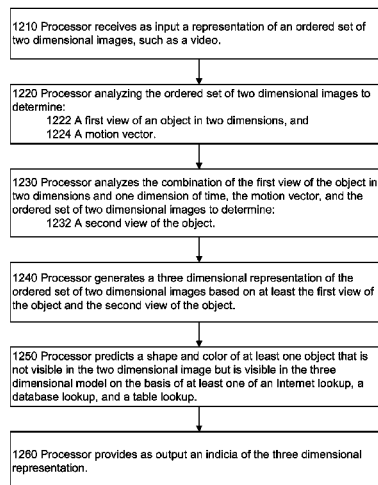 1210 Processor receives as input a representation of an ordered set of
two dimensional images, such as a video.
1220 Processor analyzing the ordered set of two dimensional images to
determine:
1222 A first view of an object in two dimensions, and
1224 A motion vector.
1230 Processor analyzes the combination of the first view of the object in
two dimensions and one dimension of time, the motion vector, and the
ordered set of two dimensional images to determine:
1232 A second view of the object.
1240 Processor generates a three dimensional representation of the
ordered set of two dimensional images based on at least the first view of
the object and the second view of the object.
1250 Processor predicts a shape and color of at least one object that is
not visible in the two dimensional image but is visible in the three
dimensional model on the basis of at least one of an Internet lookup, a
database lookup, and a table lookup.
1260 Processor provides as output an indicia of the three dimensional
representation.